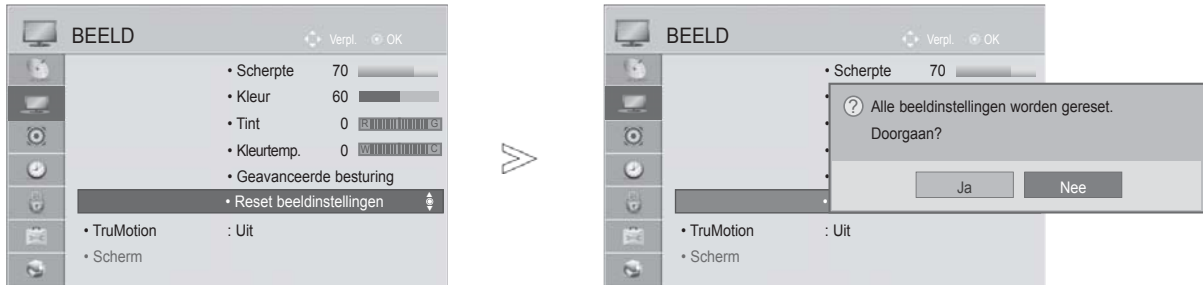 BEELD
Verpl. OK
• Scherpte 70
• Kleur 60
• Tint 0 R G
• Kleurtemp. 0 W C
• Geavanceerde besturing
• Reset beeldinstellingen
• TruMotion : Uit
• Scherm
>>
BEELD
Verpl. OK
• Scherpte 70
? Alle beeldinstellingen worden gereset.
Doorgaan?
Ja Nee
• TruMotion : Uit
• Scherm